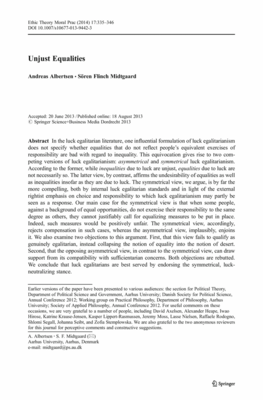 Ethic Theory Moral Prac (2014) 17:335–346
DOI 10.1007/s10677-013-9442-3
Unjust Equalities
Andreas Albertsen · Søren Flinch Midtgaard
Accepted: 20 June 2013 / Published online: 18 August 2013
© Springer Science+Business Media Dordrecht 2013
Abstract In the luck egalitarian literature, one influential formulation of luck egalitarianism
does not specify whether equalities that do not reflect people's equivalent exercises of
responsibility are bad with regard to inequality. This equivocation gives rise to two com-
peting versions of luck egalitarianism: asymmetrical and symmetrical luck egalitarianism.
According to the former, while inequalities due to luck are unjust, equalities due to luck are
not necessarily so. The latter view, by contrast, affirms the undesirability of equalities as well
as inequalities insofar as they are due to luck. The symmetrical view, we argue, is by far the
more compelling, both by internal luck egalitarian standards and in light of the external
rightist emphasis on choice and responsibility to which luck egalitarianism may partly be
seen as a response. Our main case for the symmetrical view is that when some people,
against a background of equal opportunities, do not exercise their responsibility to the same
degree as others, they cannot justifiably call for equalizing measures to be put in place.
Indeed, such measures would be positively unfair. The symmetrical view, accordingly,
rejects compensation in such cases, whereas the asymmetrical view, implausibly, enjoins
it. We also examine two objections to this argument. First, that this view fails to qualify as
genuinely egalitarian, instead collapsing the notion of equality into the notion of desert.
Second, that the opposing asymmetrical view, in contrast to the symmetrical view, can draw
support from its compatibility with sufficientarian concerns. Both objections are rebutted.
We conclude that luck egalitarians are best served by endorsing the symmetrical, luck-
neutralizing stance.
Earlier versions of the paper have been presented to various audiences: the section for Political Theory,
Department of Political Science and Government, Aarhus University; Danish Society for Political Science,
Annual Conference 2012; Working group on Practical Philosophy, Department of Philosophy, Aarhus
University; Society of Applied Philosophy, Annual Conference 2012. For useful comments on these
occasions, we are very grateful to a number of people, including David Axelsen, Alexander Heape, Iwao
Hirose, Katrine Krause-Jensen, Kasper Lippert-Rasmussen, Jeremy Moss, Lasse Nielsen, Raffaele Rodogno,
Shlomi Segall, Johanna Seibt, and Zofia Stemplowska. We are also grateful to the two anonymous reviewers
for this journal for perceptive comments and constructive suggestions.
A. Albertsen · S. F. Midtgaard
Aarhus University, Aarhus, Denmark
e-mail: midtgaard@ps.au.dk
Springer